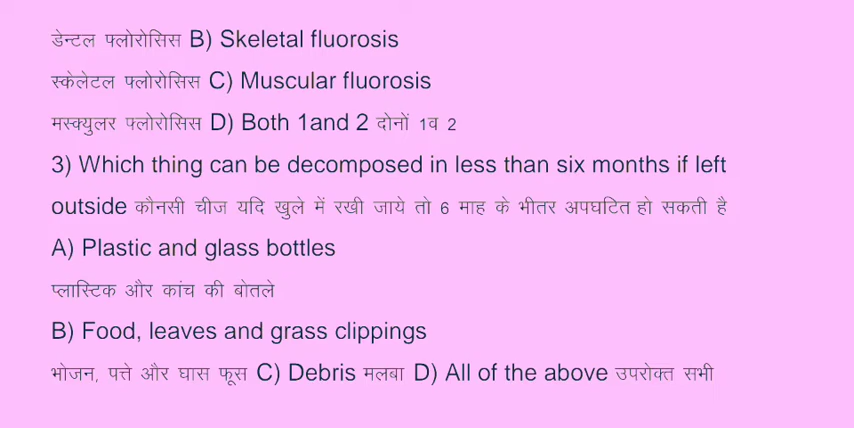 डेन्टल फ्लोरोसिस B) Skeletal fluorosis
स्केलेटल फ्लोरोसिस C) Muscular fluorosis
मस्क्युलर फ्लोरोसिस D) Both 1and 2 दोनों 1व 2
3) Which thing can be decomposed in less than six months if left
outside कौनसी चीज यदि खुले में रखी जाये तो 6 माह के भीतर अपघटित हो सकती है
A) Plastic and glass bottles
प्लास्टिक और कांच की बोतले
B) Food, leaves and grass clippings
भोजन, पत्ते और घास फूस C) Debris मलबा D) All of the above उपरोक्त सभी